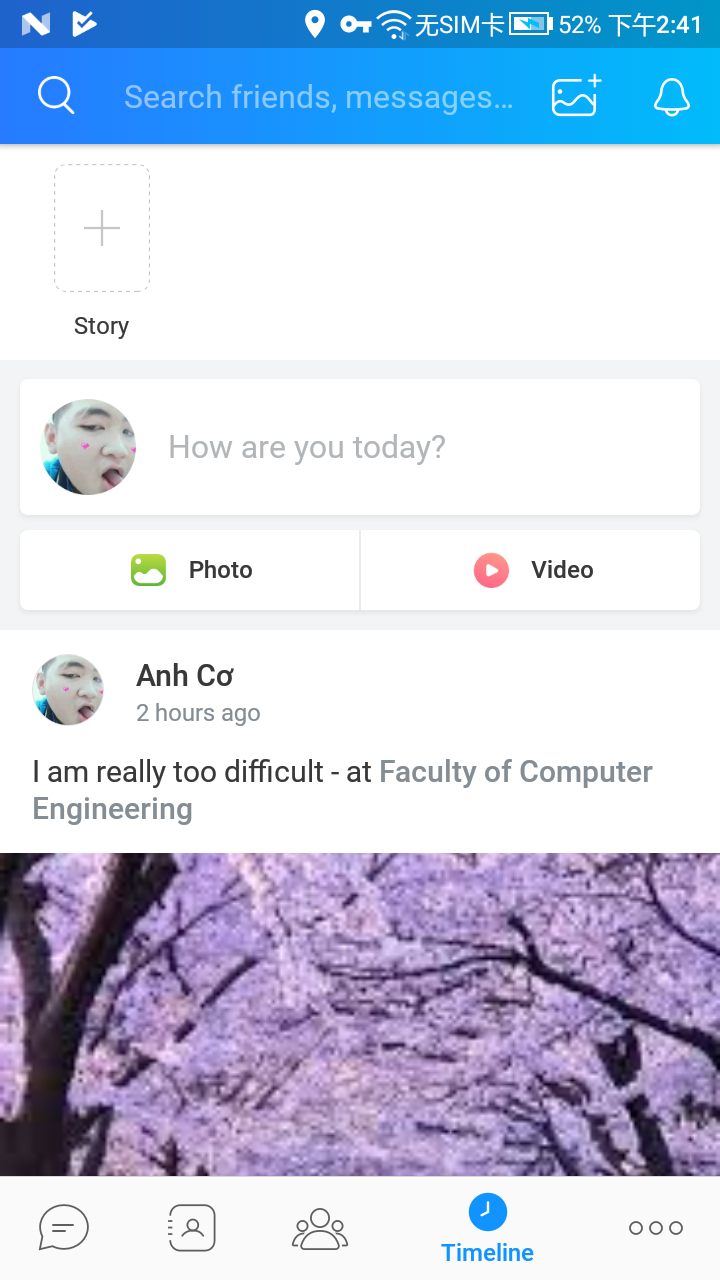 无SIM卡 52% 下午2:41
Search friends, messages...
Story
How are you today?
Photo
Video
Anh Cơ
2 hours ago
I am really too difficult - at Faculty of Computer
Engineering
Timeline